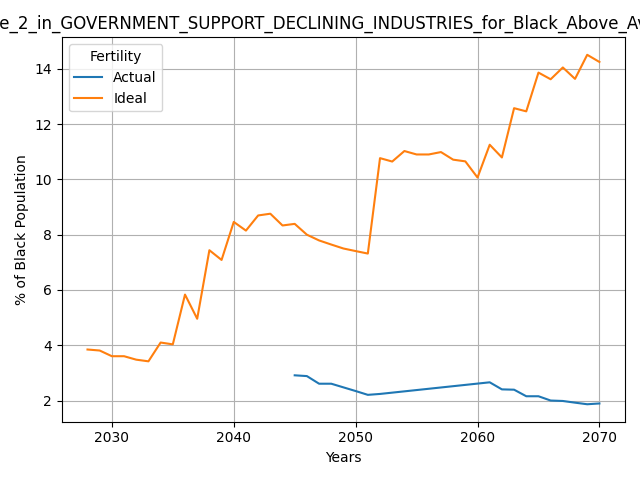 e_2_in_GOVERNMENT_SUPPORT_DECLINING_INDUSTRIES_for_Black_Above_Av
Fertility
Actual
Ideal
% of Black Population
14
12
10
8
6
4
2
2030 2040 2050 2060 2070
Years